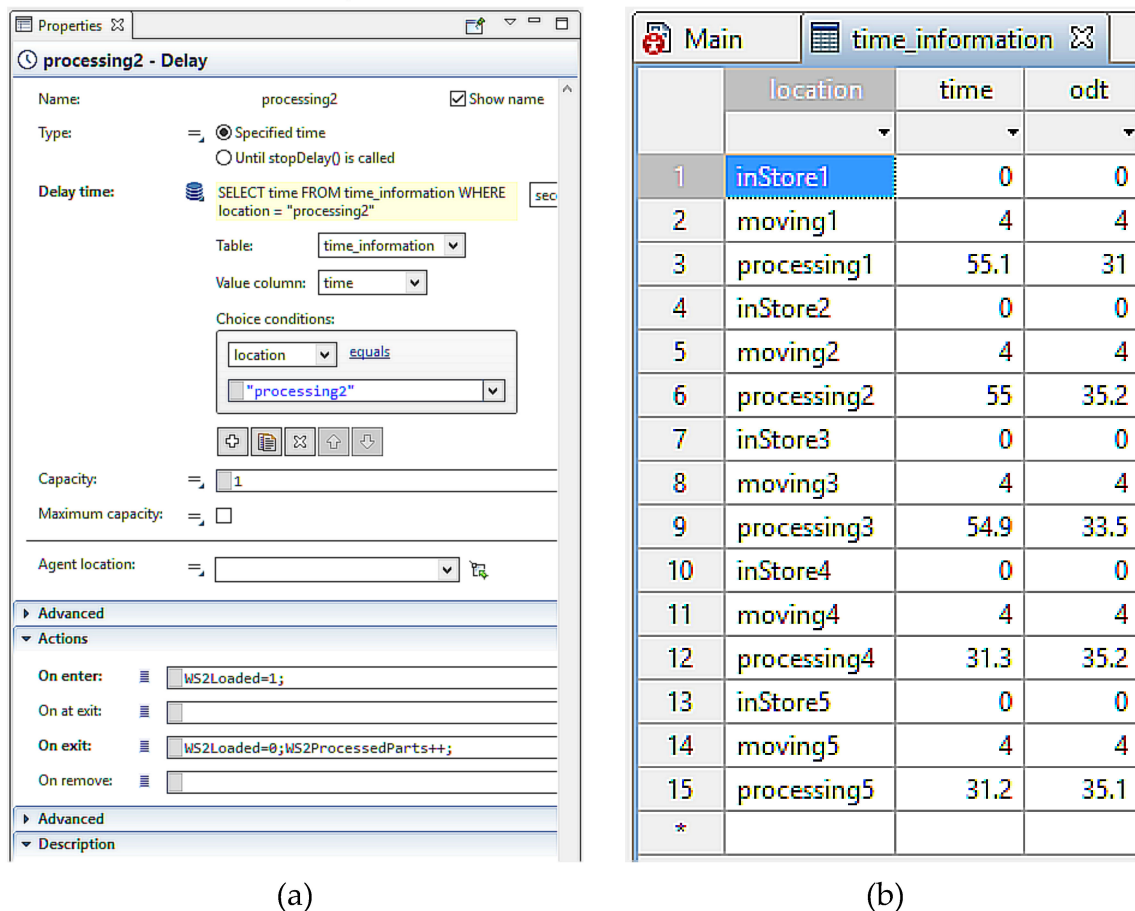 Properties
processing2 - Delay
Name: processing2 Show name
Type: Specified time
Until stopDelay() is called
Delay time: SELECT time FROM time_information WHERE
location = "processing2"
Table: time_information
Value column: time
Choice conditions:
location equals
"processing2"
Capacity: 1
Maximum capacity:
Agent location:
Advanced
Actions
On enter: WS2Loaded=1;
On at exit:
On exit: WS2Loaded=0;WS2ProcessedParts++;
On remove:
Advanced
Description
(a)
Main time_information
location time odt
1 inStore1 0 0
2 moving1 4 4
3 processing1 55.1 31
4 inStore2 0 0
5 moving2 4 4
6 processing2 55 35.2
7 inStore3 0 0
8 moving3 4 4
9 processing3 54.9 33.5
10 inStore4 0 0
11 moving4 4 4
12 processing4 31.3 35.2
13 inStore5 0 0
14 moving5 4 4
15 processing5 31.2 35.1
*
(b)